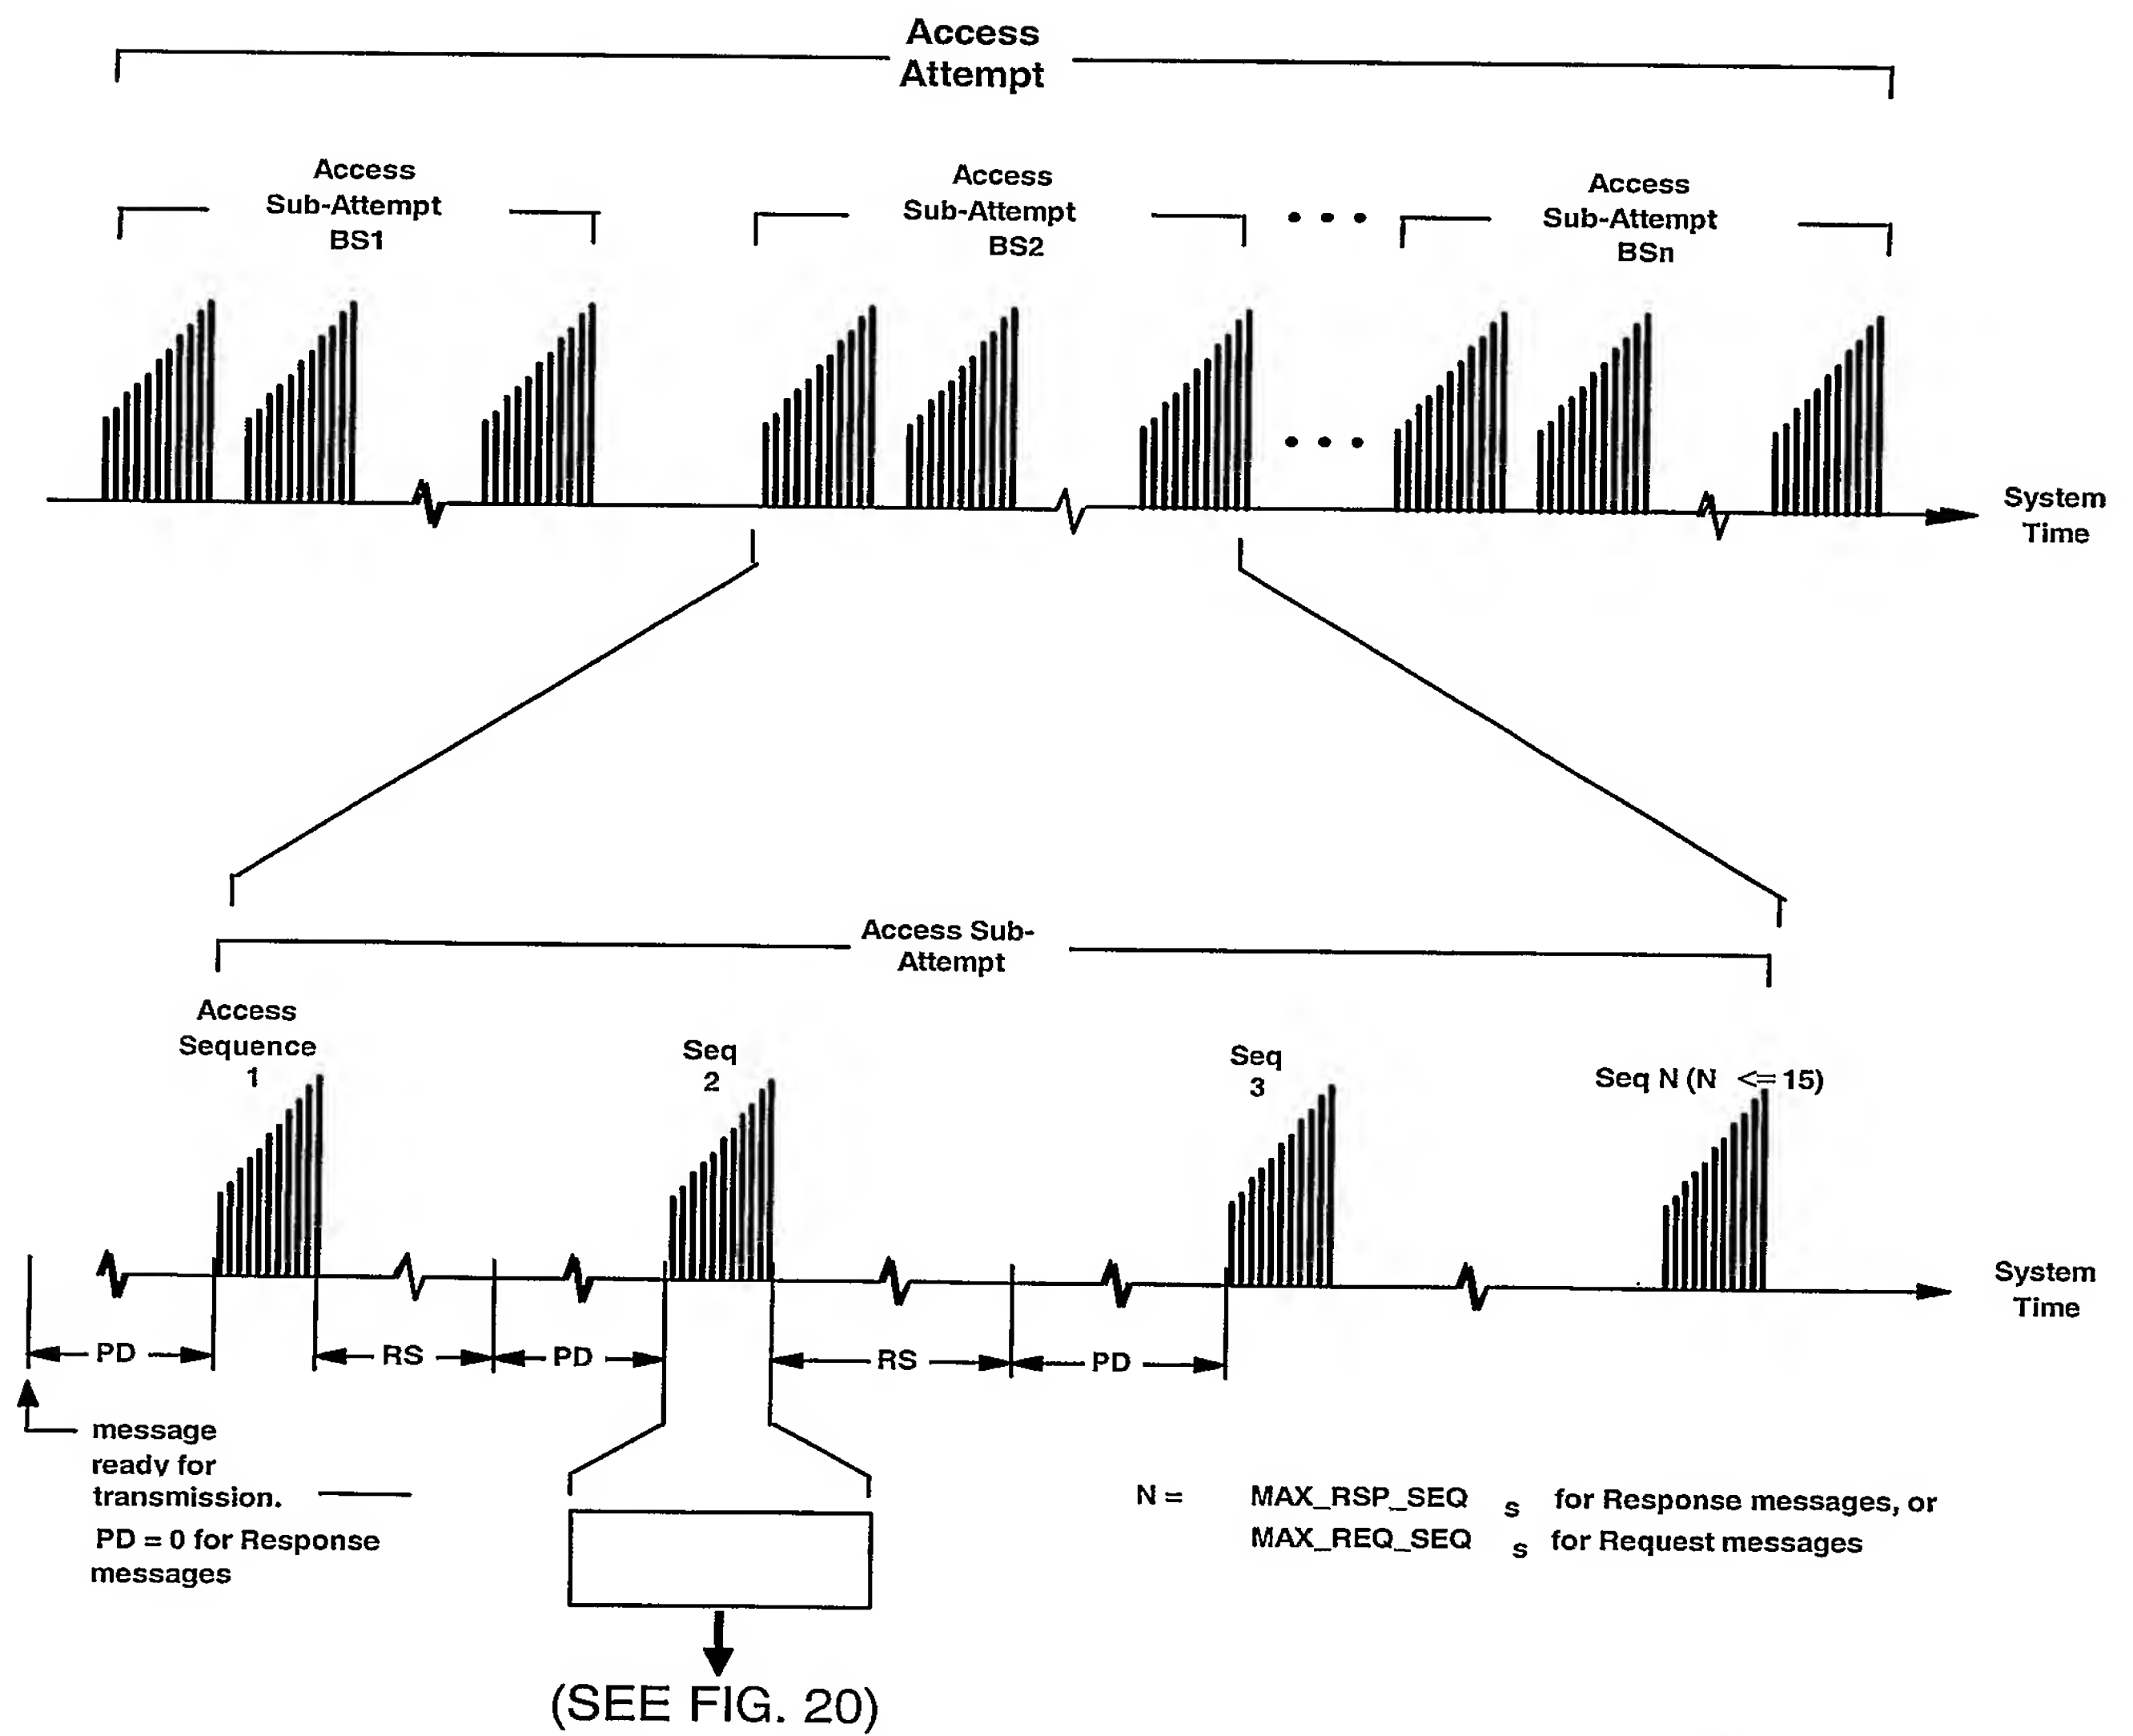 Access
Attempt
Access
Sub-Attempt
BS1
Access
Sub-Attempt
BS2
Access
Sub-Attempt
BSn
System
Time
Access Sub-
Attempt
Access
Sequence
1
Seq
2
Seq
3
Seq N (N <= 15)
System
Time
PD
RS
PD
RS
PD
message
ready for
transmission.
PD = 0 for Response
messages
N = MAX_RSP_SEQ s for Response messages, or
MAX_REQ_SEQ s for Request messages
(SEE FIG. 20)